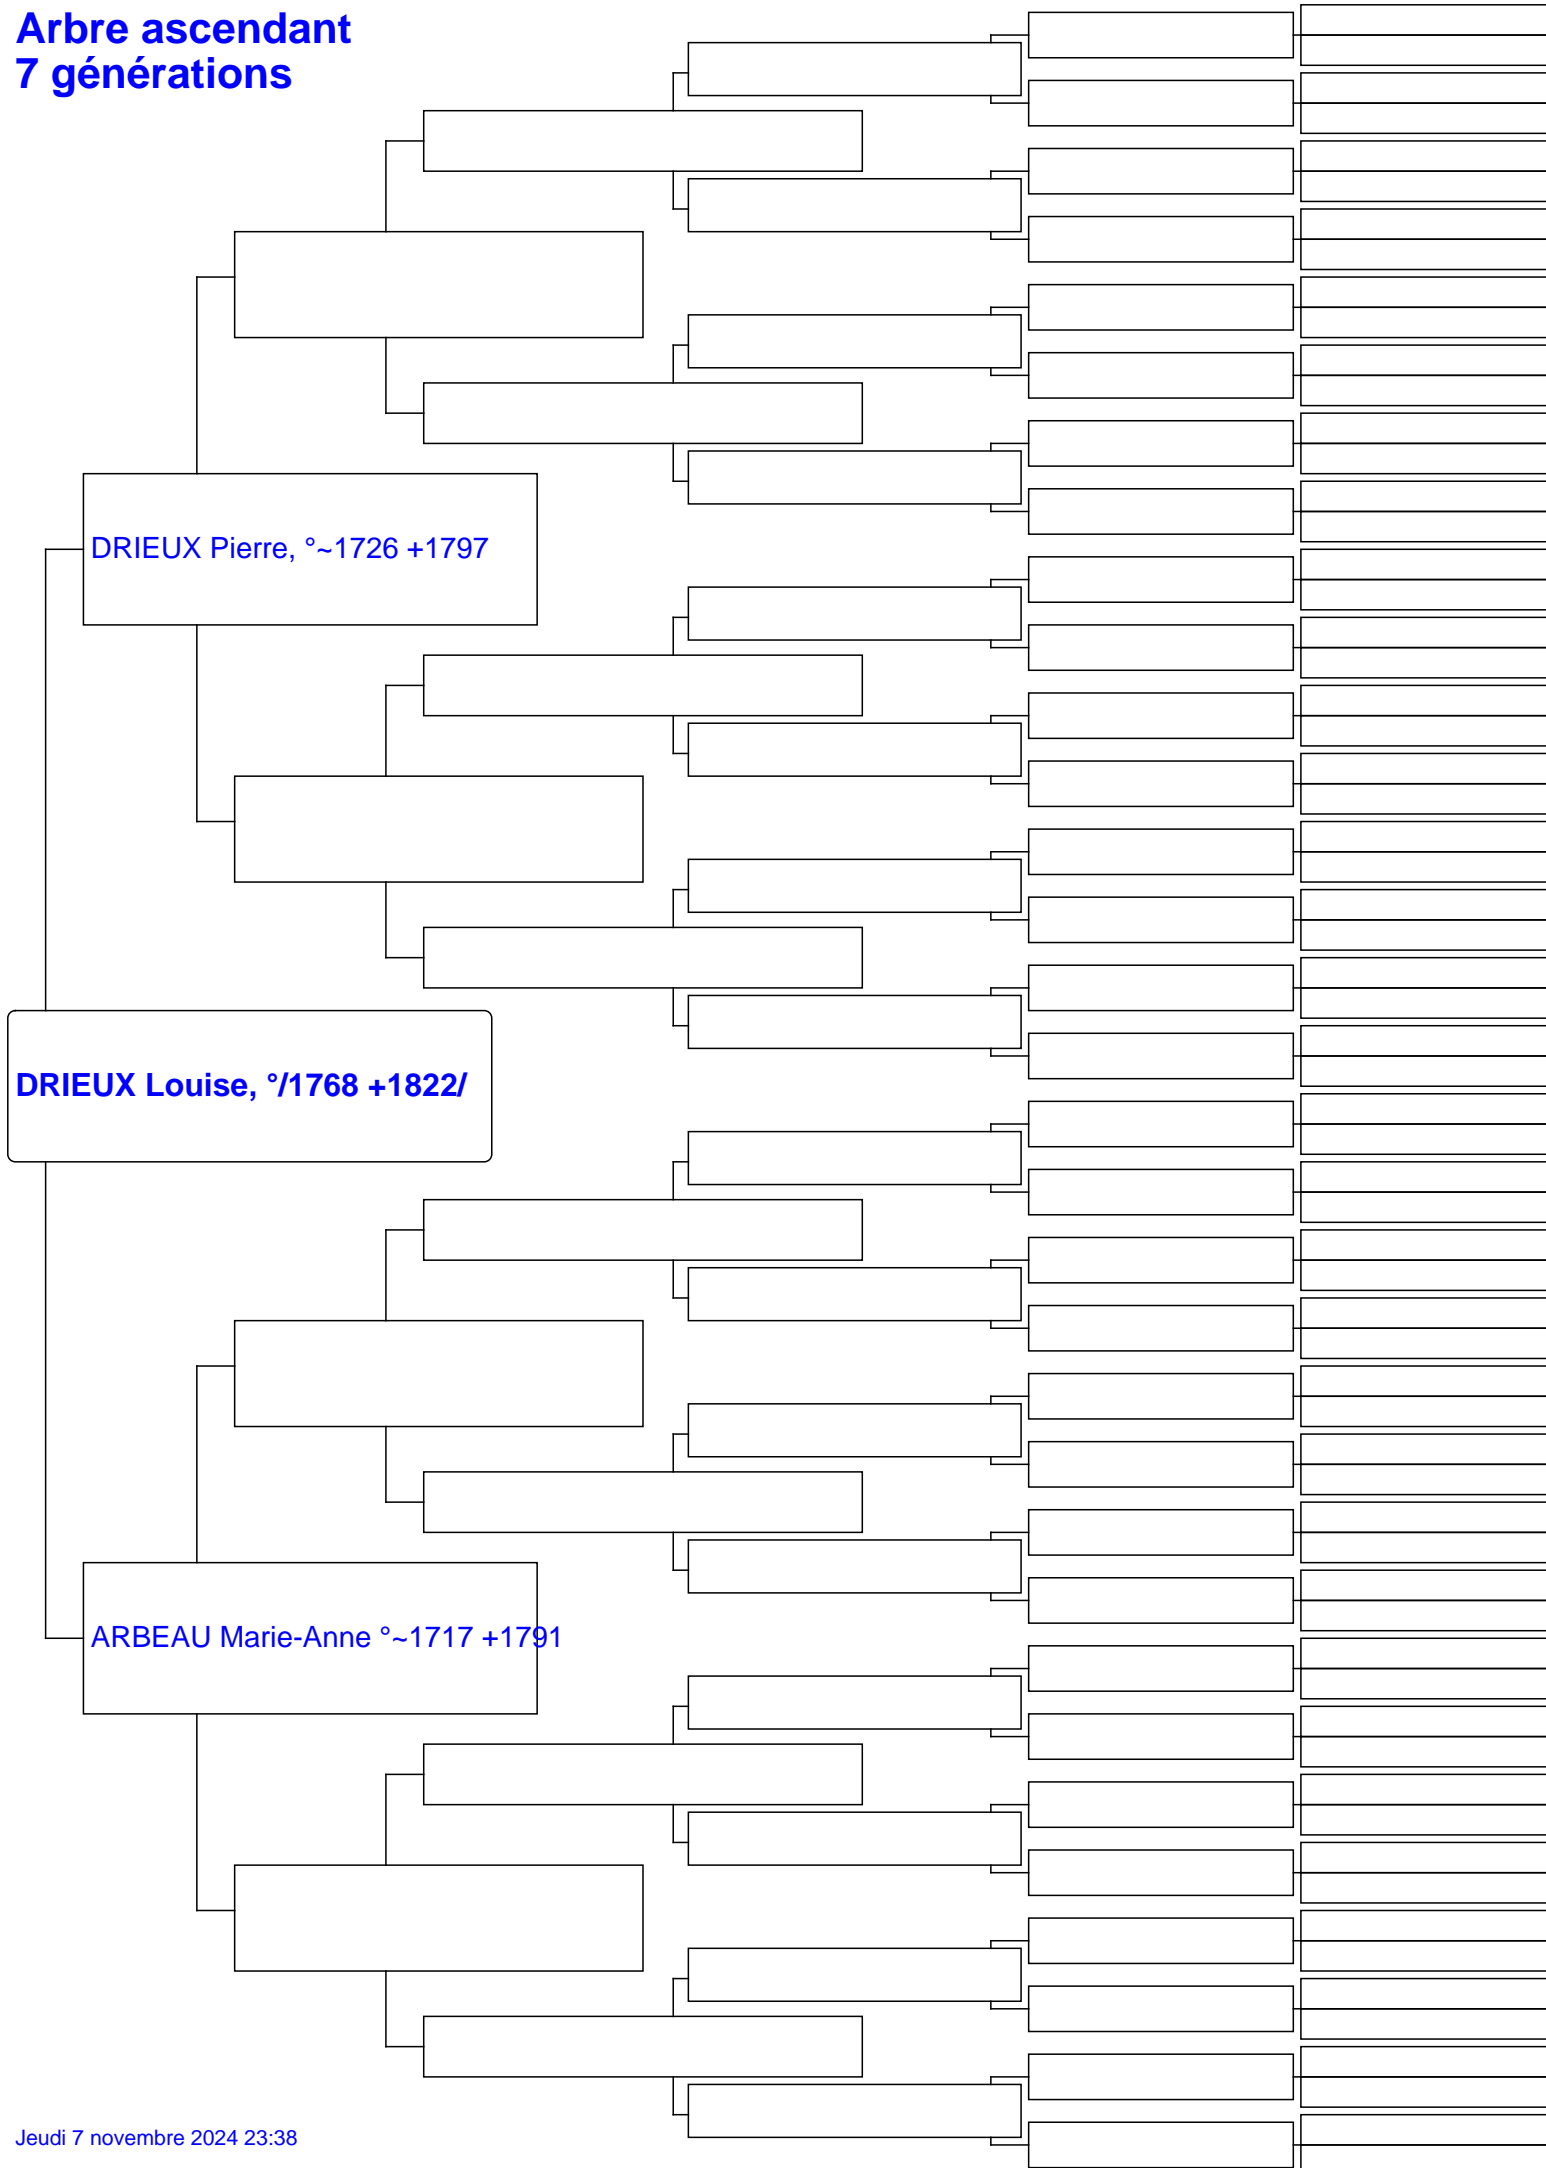 Arbre ascendant
7 générations
DRIEUX Pierre, °~1726 +1797
DRIEUX Louise, °/1768 +1822/
ARBEAU Marie-Anne °~1717 +1791
Jeudi 7 novembre 2024 23:38